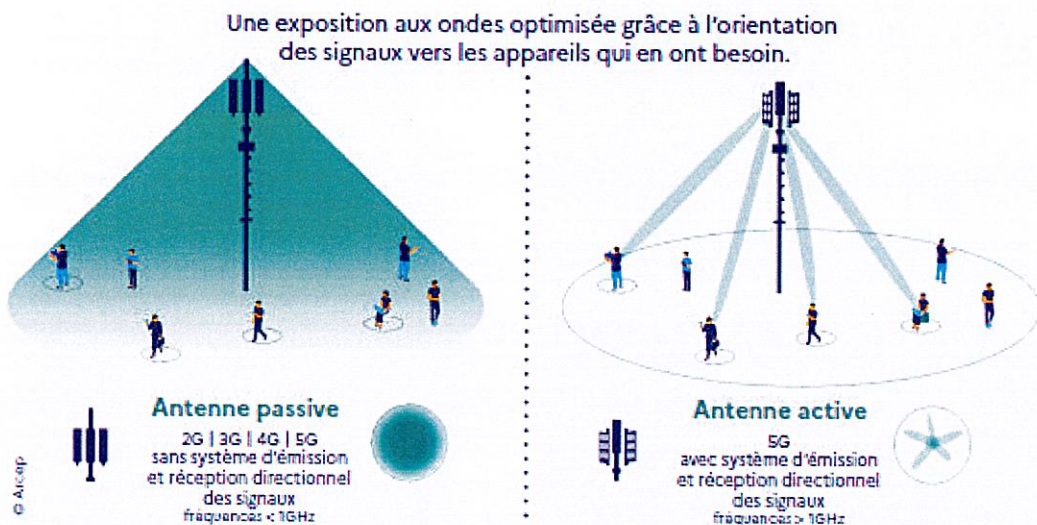 Une exposition aux ondes optimisée grâce à l'orientation
des signaux vers les appareils qui en ont besoin.
Antenne passive
2G | 3G | 4G | 5G
sans système d'émission
et réception directionnel
des signaux
fréquences < 1GHz
© Arcep
Antenne active
5G
avec système d'émission
et réception directionnel
des signaux
fréquences > 1GHz